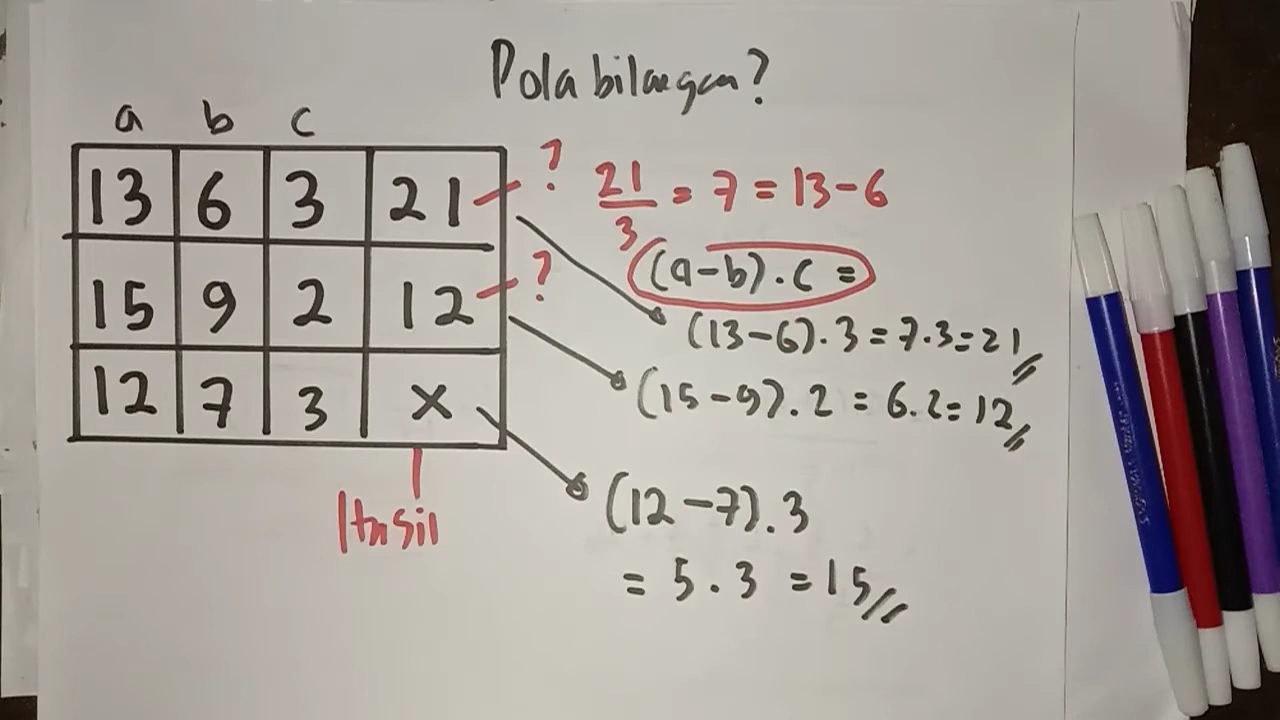 Pola bilangan?
a b c
13 6 3 21 ?
15 9 2 12 ?
12 7 3 x
Hasil
21/3 = 7 = 13-6
(a-b).c =
(13-6).3 = 7.3 = 21
(15-9).2 = 6.2 = 12
(12-7).3
= 5.3 = 15